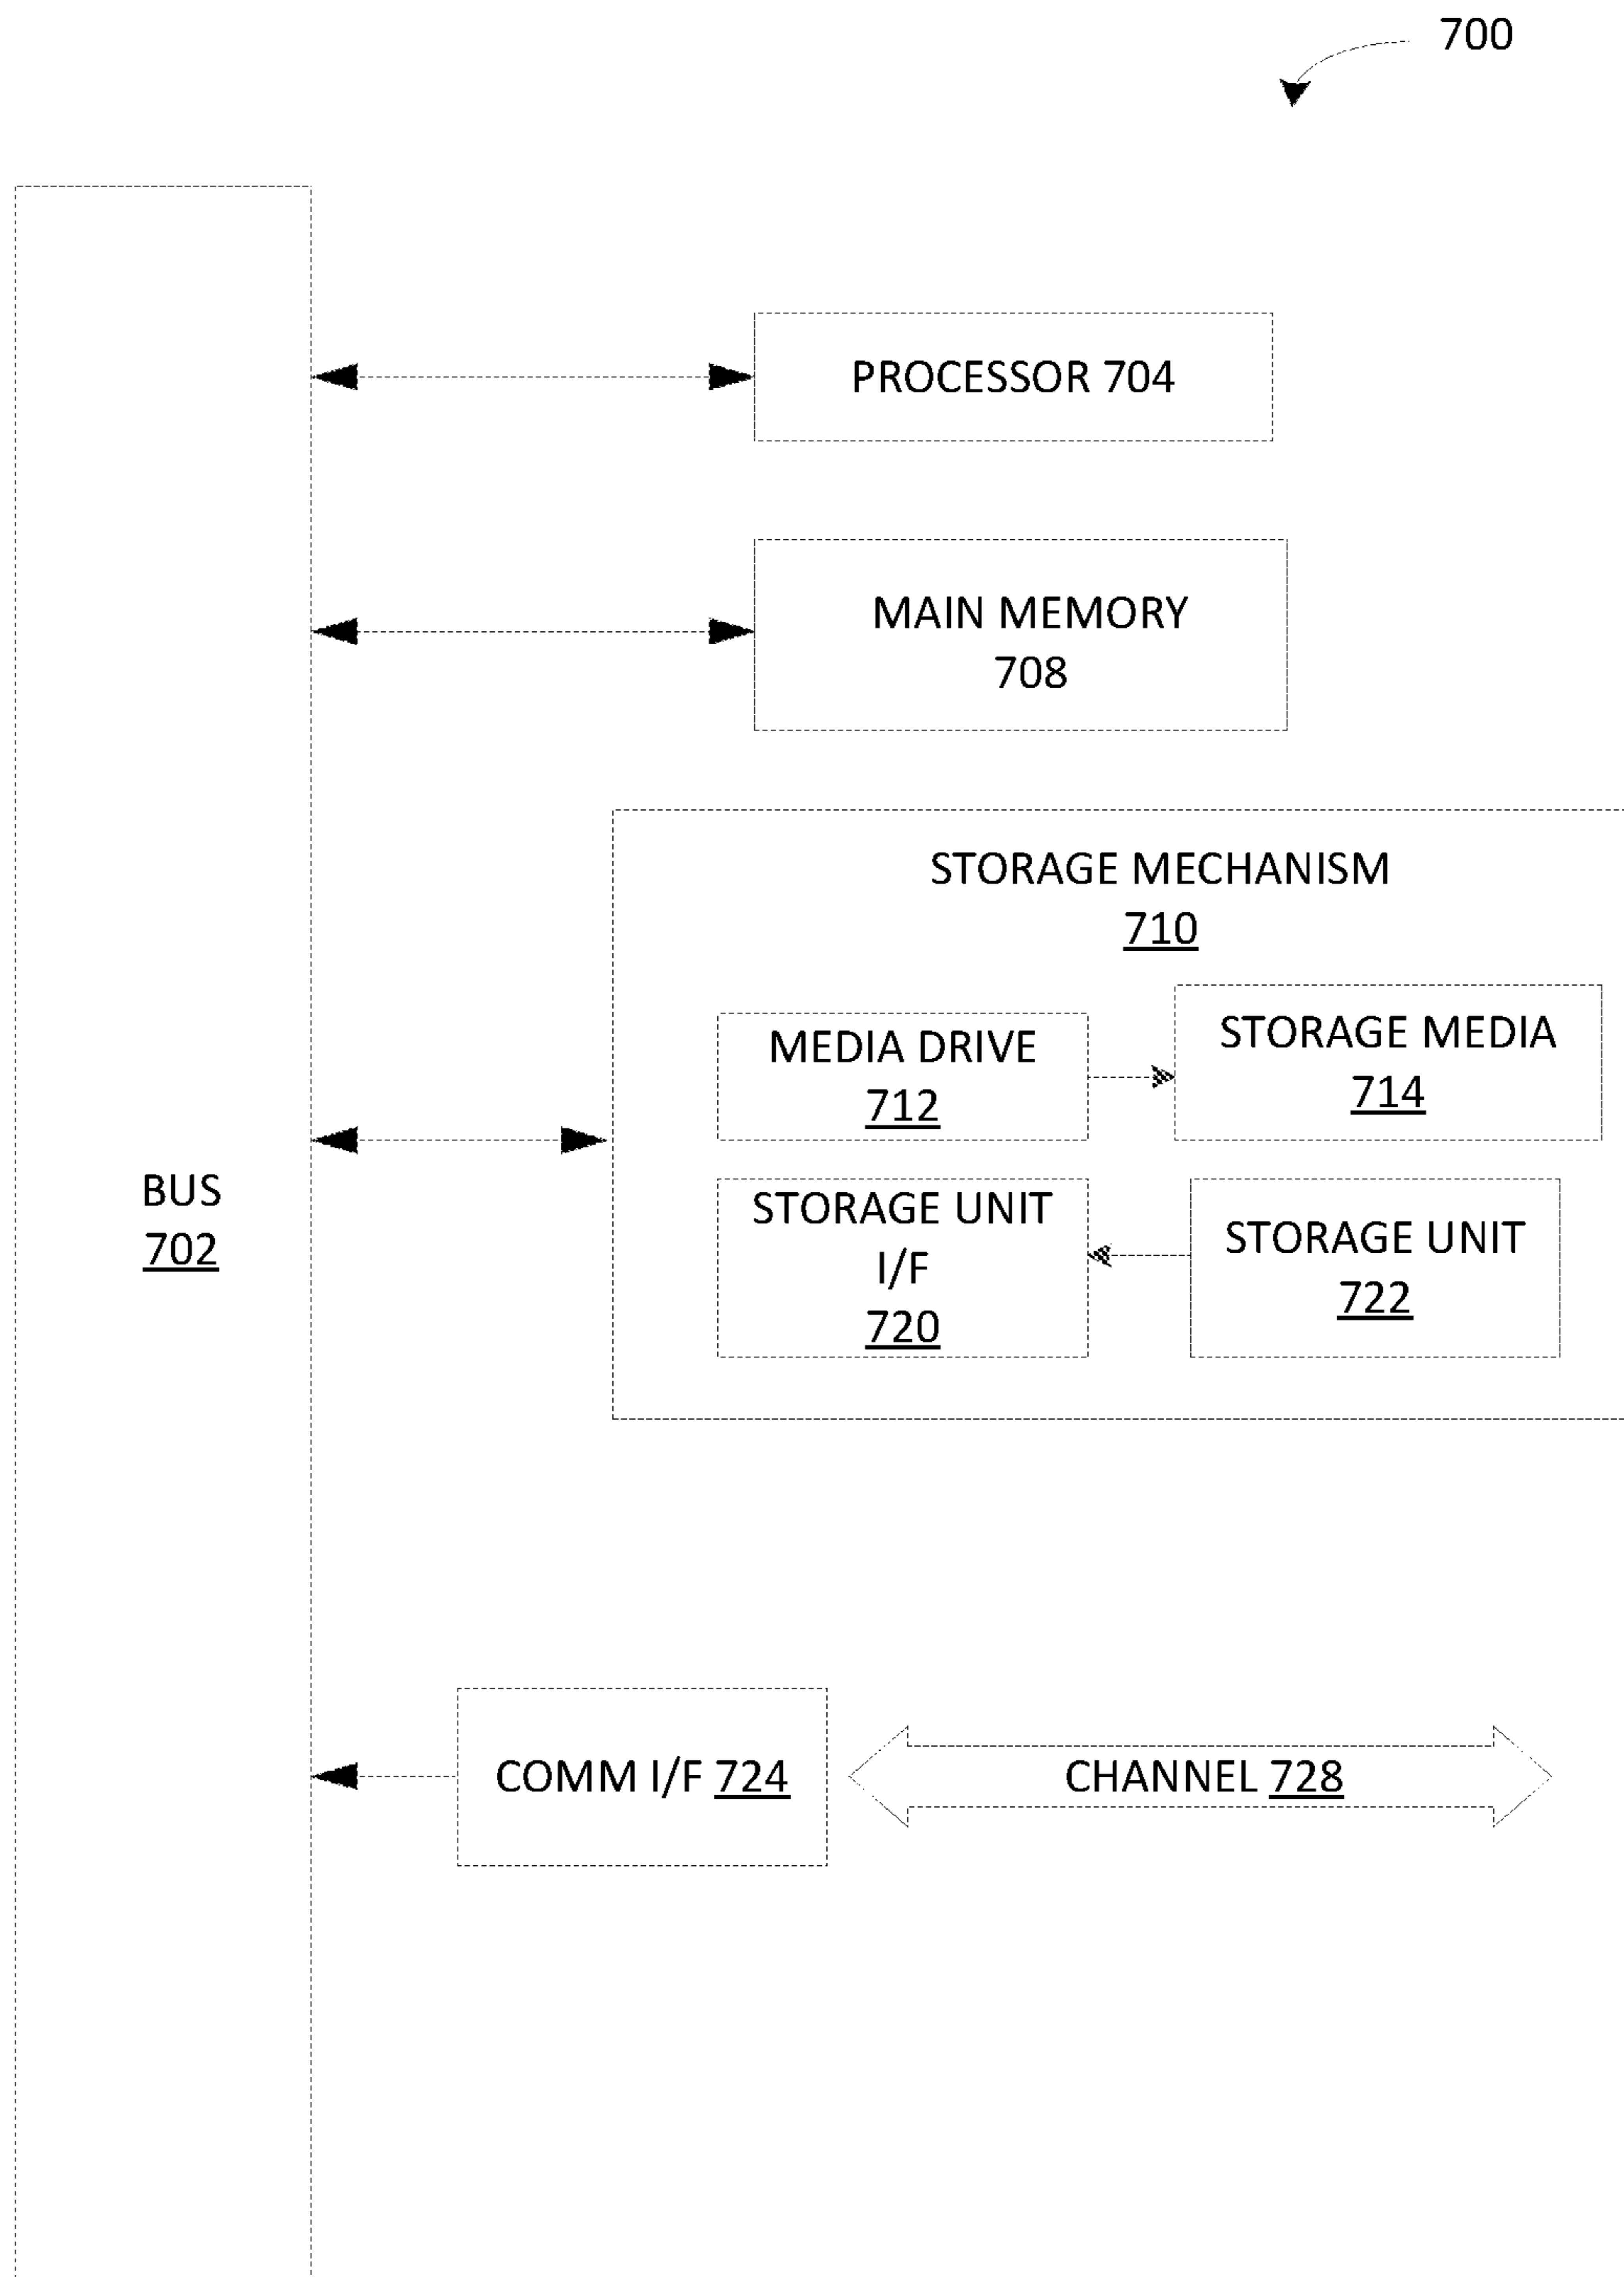 700
PROCESSOR 704
MAIN MEMORY
708
STORAGE MECHANISM
710
MEDIA DRIVE
712
STORAGE MEDIA
714
BUS
702
STORAGE UNIT
I/F
720
STORAGE UNIT
722
COMM I/F 724
CHANNEL 728